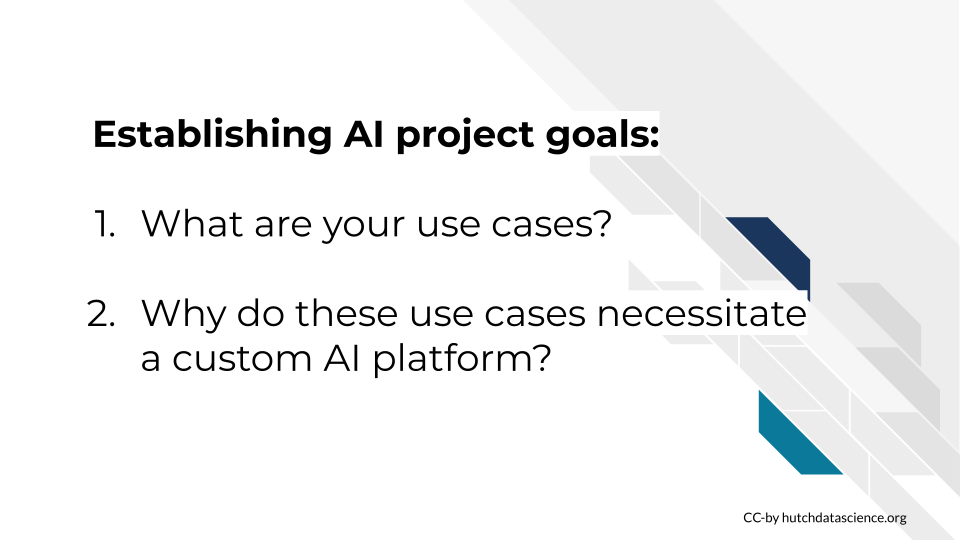 Establishing AI project goals:
1. What are your use cases?
2. Why do these use cases necessitate
a custom AI platform?
CC-by hutchdatascience.org